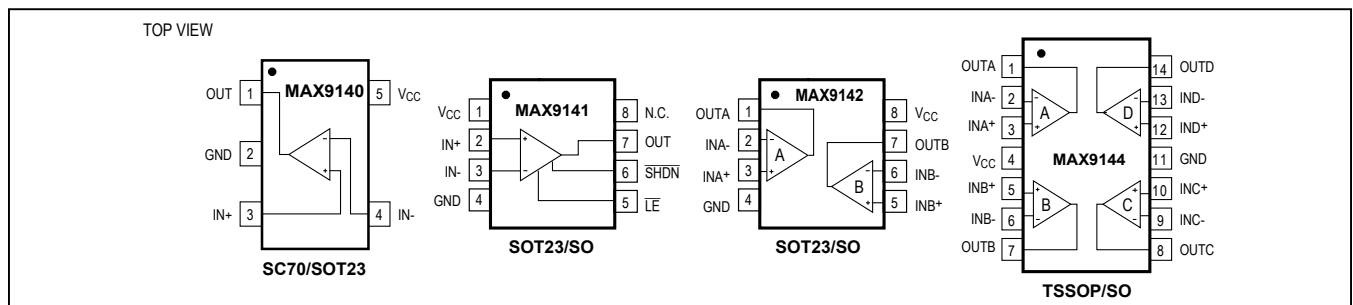 TOP VIEW
MAX9140
OUT 1
5 VCC
GND 2
- +
IN+ 3
4 IN-
SC70/SOT23
MAX9141
VCC 1
8 N.C.
IN+ 2
+
7 OUT
IN- 3
-
6 SHDN
GND 4
5 LE
SOT23/SO
MAX9142
OUTA 1
8 VCC
INA- 2
- A
7 OUTB
INA+ 3
+
6 INB-
- B
GND 4
+
5 INB+
SOT23/SO
OUTA 1
14 OUTD
INA- 2
- A +
13 IND-
INA+ 3
- D +
12 IND+
VCC 4
MAX9144
11 GND
INB+ 5
+ B -
10 INC+
INB- 6
+ C -
9 INC-
OUTB 7
8 OUTC
TSSOP/SO